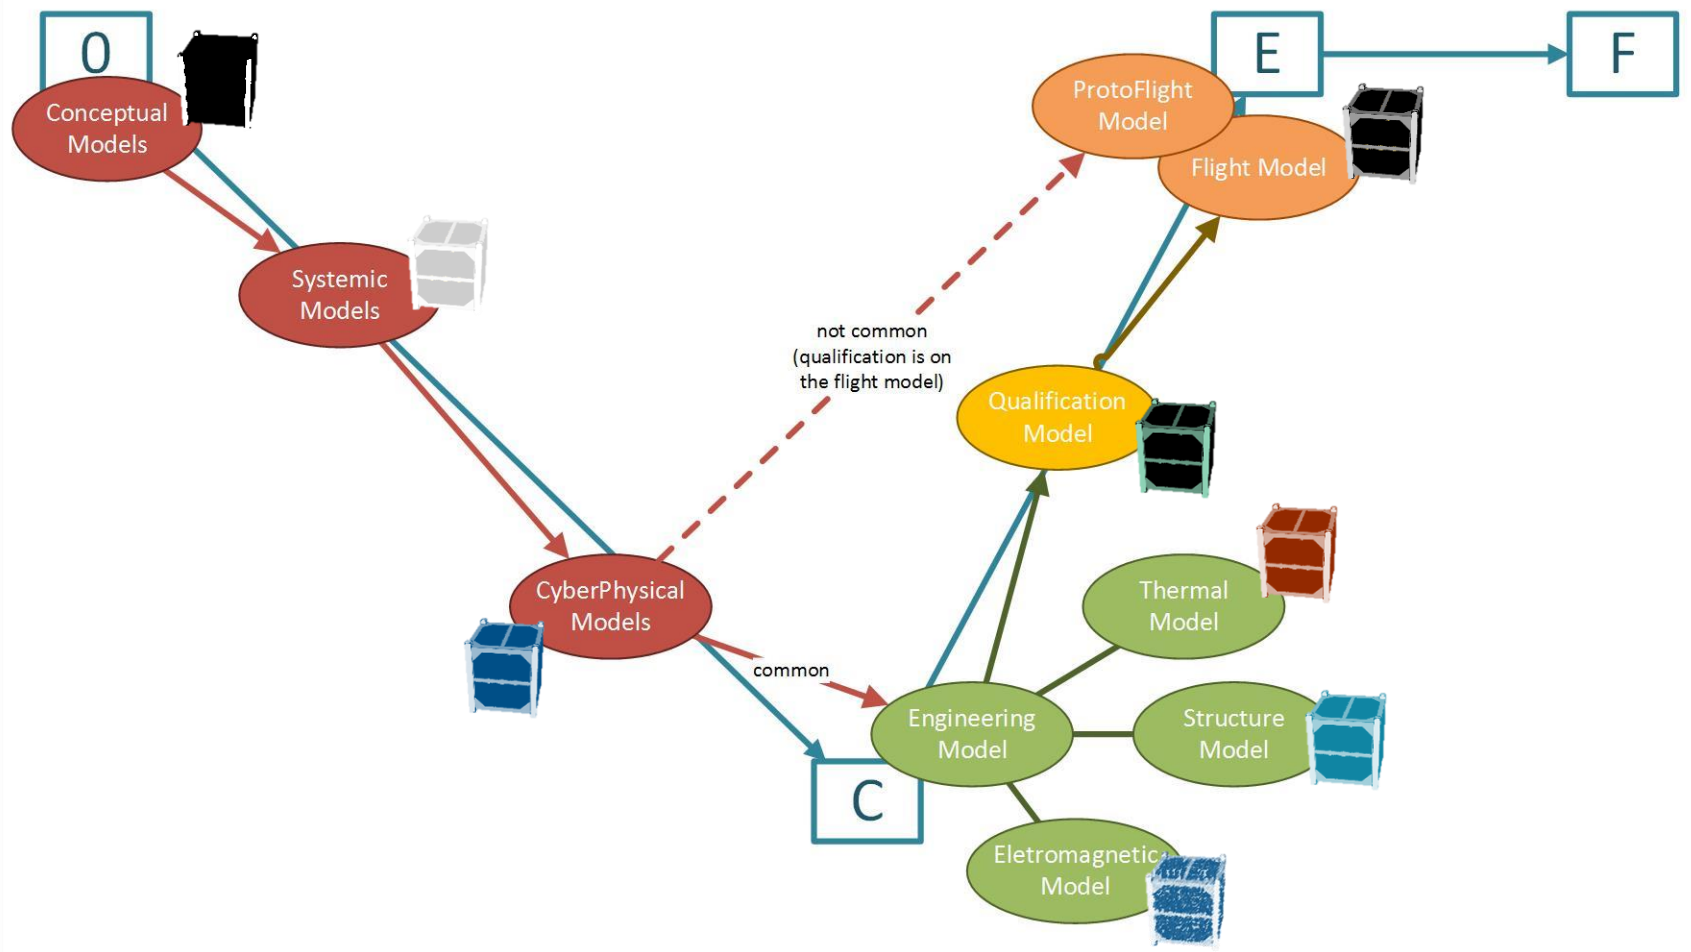 0
Conceptual
Models
Systemic
Models
CyberPhysical
Models
not common
(qualification is on
the flight model)
common
C
Engineering
Model
Thermal
Model
Structure
Model
Eletromagnetic
Model
Qualification
Model
Flight Model
ProtoFlight
Model
E
F